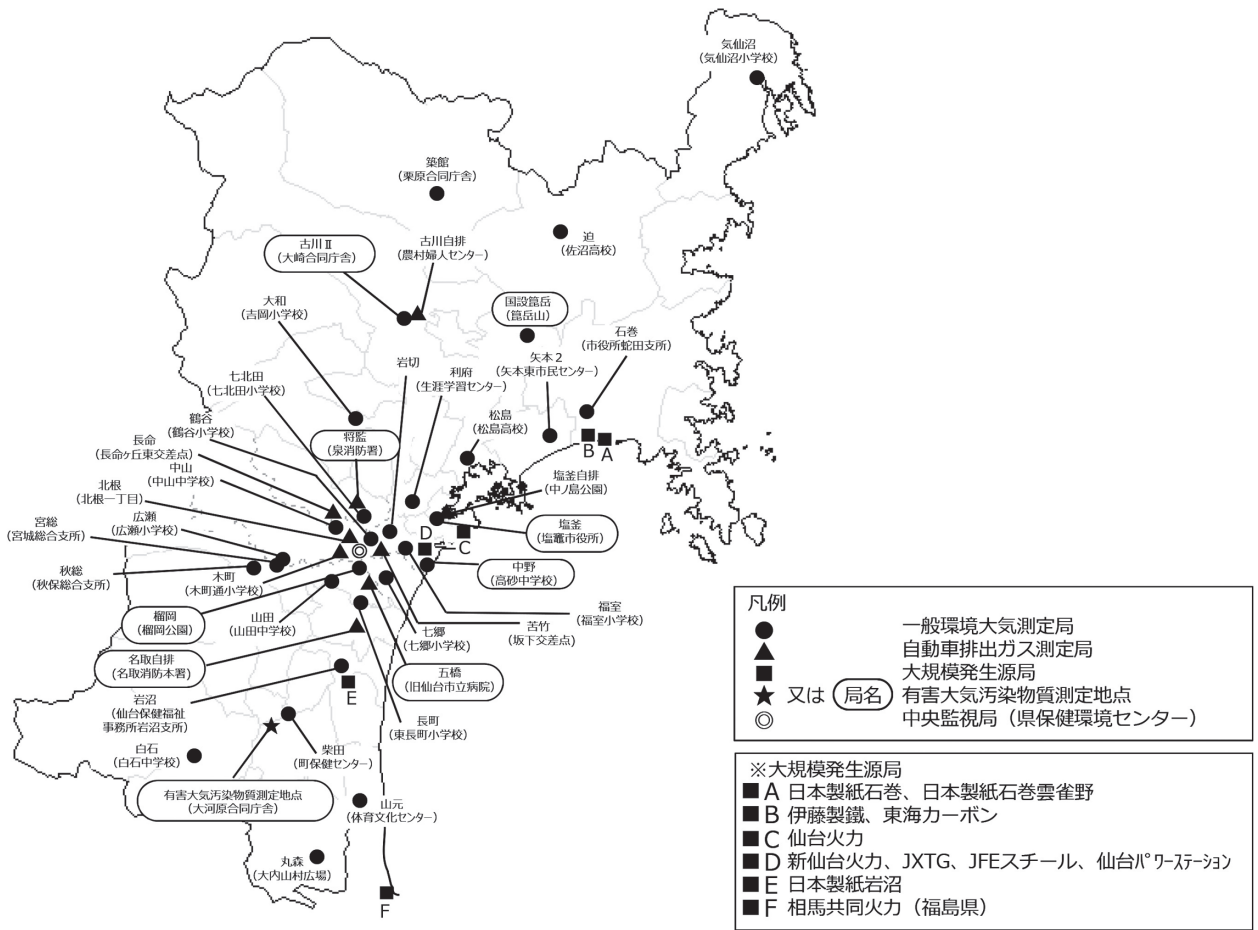 気仙沼
(気仙沼小学校)
築館
(栗原合同庁舎)
迫
(佐沼高校)
古川Ⅱ
(大崎合同庁舎)
古川自排
(農村婦人センター)
大和
(吉岡小学校)
国設箟岳
(箟岳山)
石巻
(市役所蛇田支所)
矢本2
(矢本東市民センター)
岩切
利府
(生涯学習センター)
七北田
(七北田小学校)
松島
(松島高校)
鶴谷
(鶴谷小学校)
将監
(泉消防署)
長命
(長命ヶ丘東交差点)
中山
(中山中学校)
北根
(北根一丁目)
塩釜自排
(中ノ島公園)
広瀬
(広瀬小学校)
宮総
(宮城総合支所)
塩釜
(塩竈市役所)
秋総
(秋保総合支所)
木町
(木町通小学校)
中野
(高砂中学校)
榴岡
(榴岡公園)
山田
(山田中学校)
七郷
(七郷小学校)
苦竹
(坂下交差点)
福室
(福室小学校)
名取自排
(名取消防本署)
五橋
(旧仙台市立病院)
岩沼
(仙台保健福祉
事務所岩沼支所)
長町
(東長町小学校)
白石
(白石中学校)
柴田
(町保健センター)
有害大気汚染物質測定地点
(大河原合同庁舎)
山元
(体育文化センター)
丸森
(大内山村広場)
A
B
C
D
E
F
凡例
● 一般環境大気測定局
▲ 自動車排出ガス測定局
■ 大規模発生源局
★ 又は 局名 有害大気汚染物質測定地点
◎ 中央監視局(県保健環境センター)
※大規模発生源局
■ A 日本製紙石巻、日本製紙石巻雲雀野
■ B 伊藤製鐵、東海カーボン
■ C 仙台火力
■ D 新仙台火力、JXTG、JFEスチール、仙台ﾊﾟﾜｰｽﾃｰｼｮﾝ
■ E 日本製紙岩沼
■ F 相馬共同火力(福島県)